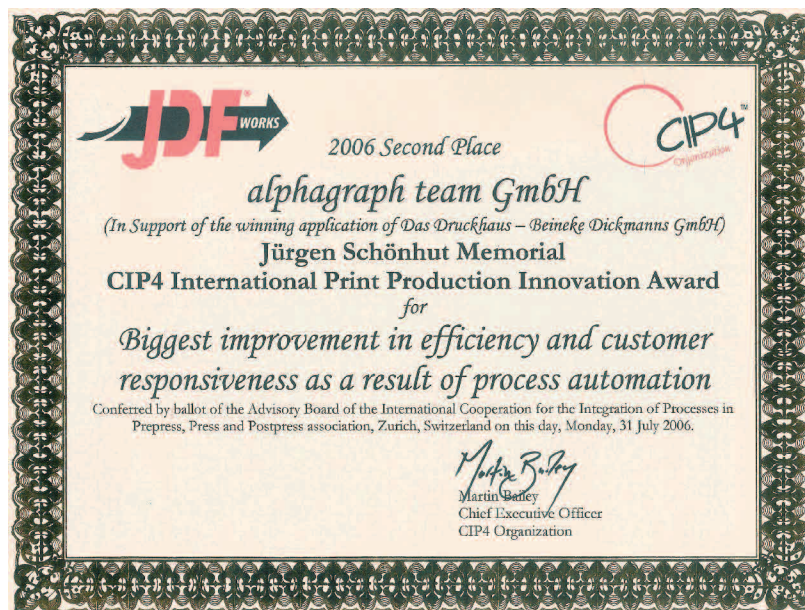 JDF® WORKS
CIP4™
Organization
2006 Second Place
alphagraph team GmbH
(In Support of the winning application of Das Druckhaus – Beineke Dickmanns GmbH)
Jürgen Schönhut Memorial
CIP4 International Print Production Innovation Award
for
Biggest improvement in efficiency and customer
responsiveness as a result of process automation
Conferred by ballot of the Advisory Board of the International Cooperation for the Integration of Processes in
Prepress, Press and Postpress association, Zurich, Switzerland on this day, Monday, 31 July 2006.
Martin Bailey
Martin Bailey
Chief Executive Officer
CIP4 Organization